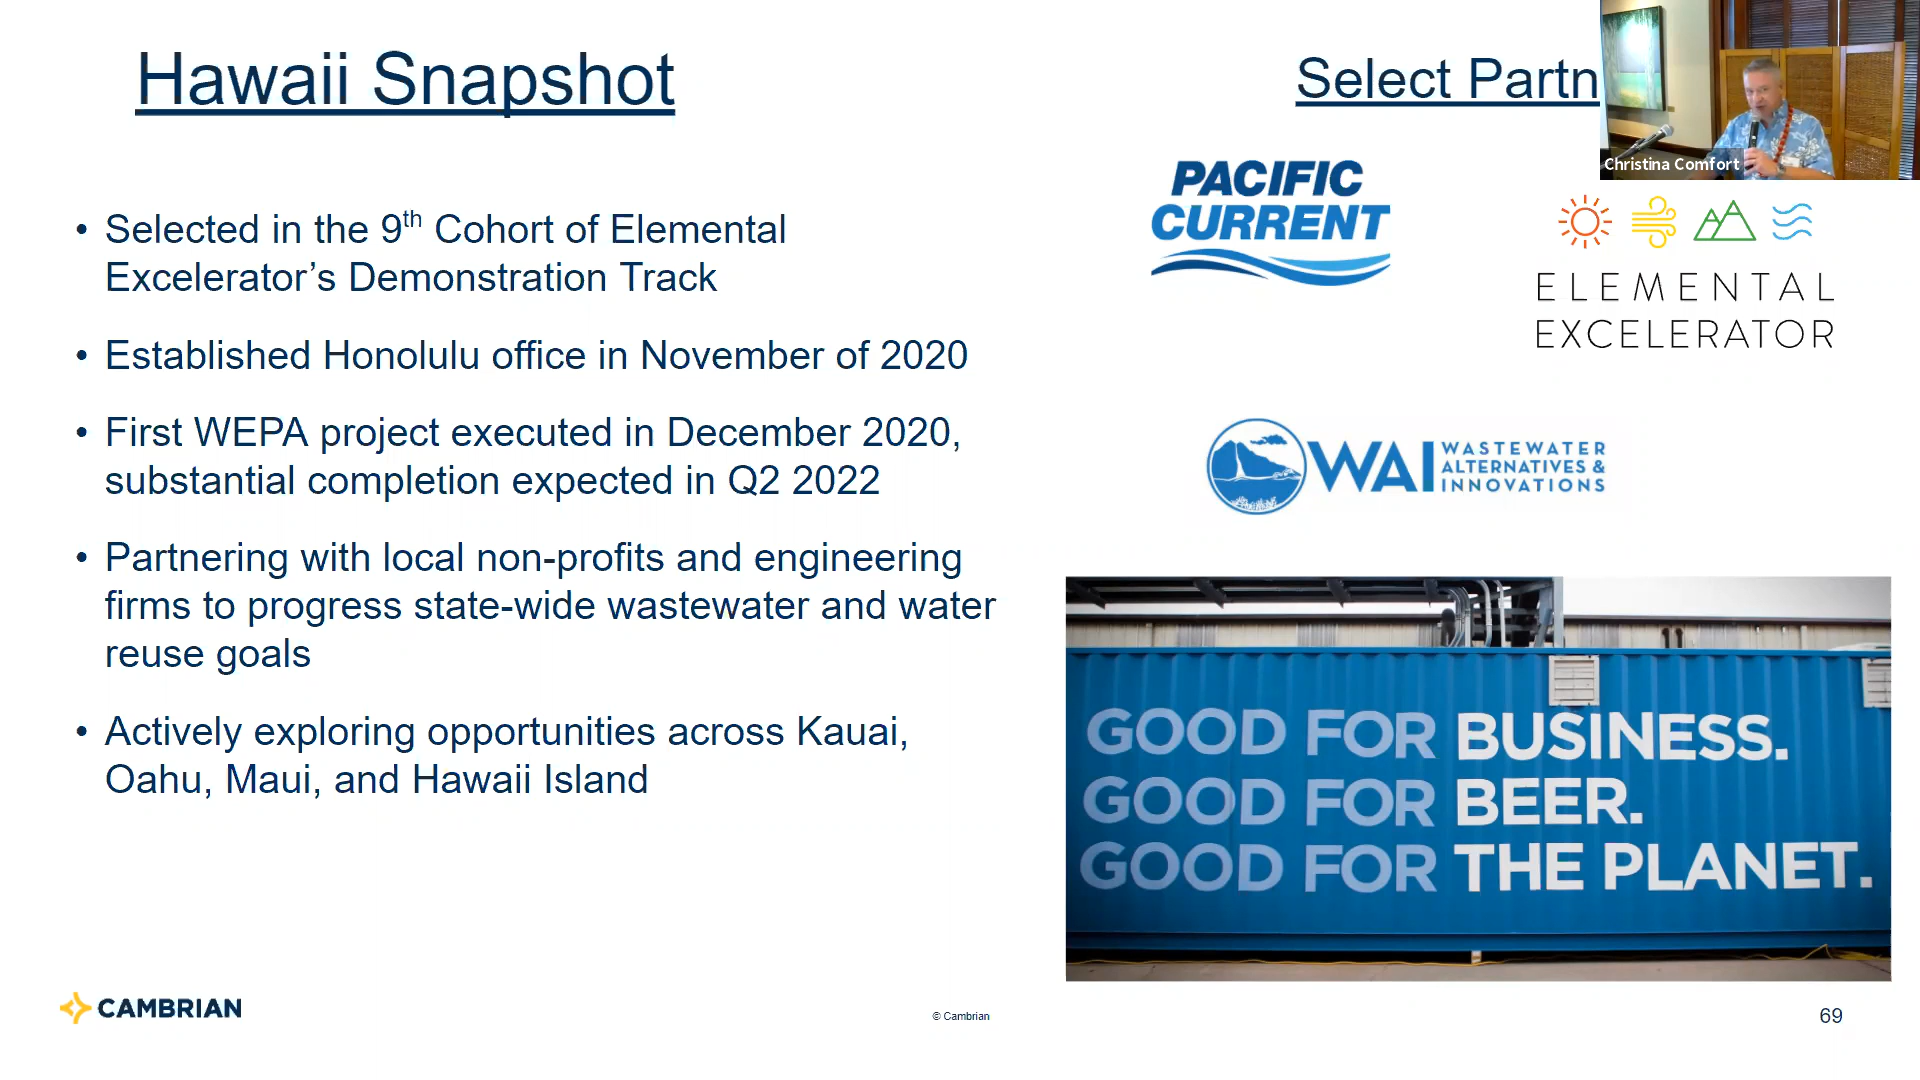 Hawaii Snapshot
• Selected in the 9th Cohort of Elemental
Excelerator’s Demonstration Track
• Established Honolulu office in November of 2020
• First WEPA project executed in December 2020,
substantial completion expected in Q2 2022
• Partnering with local non-profits and engineering
firms to progress state-wide wastewater and water
reuse goals
• Actively exploring opportunities across Kauai,
Oahu, Maui, and Hawaii Island
Select Partn
Christina Comfort
PACIFIC
CURRENT
ELEMENTAL
EXCELERATOR
WAI
WASTEWATER
ALTERNATIVES &
INNOVATIONS
GOOD FOR BUSINESS.
GOOD FOR BEER.
GOOD FOR THE PLANET.
CAMBRIAN
© Cambrian
69